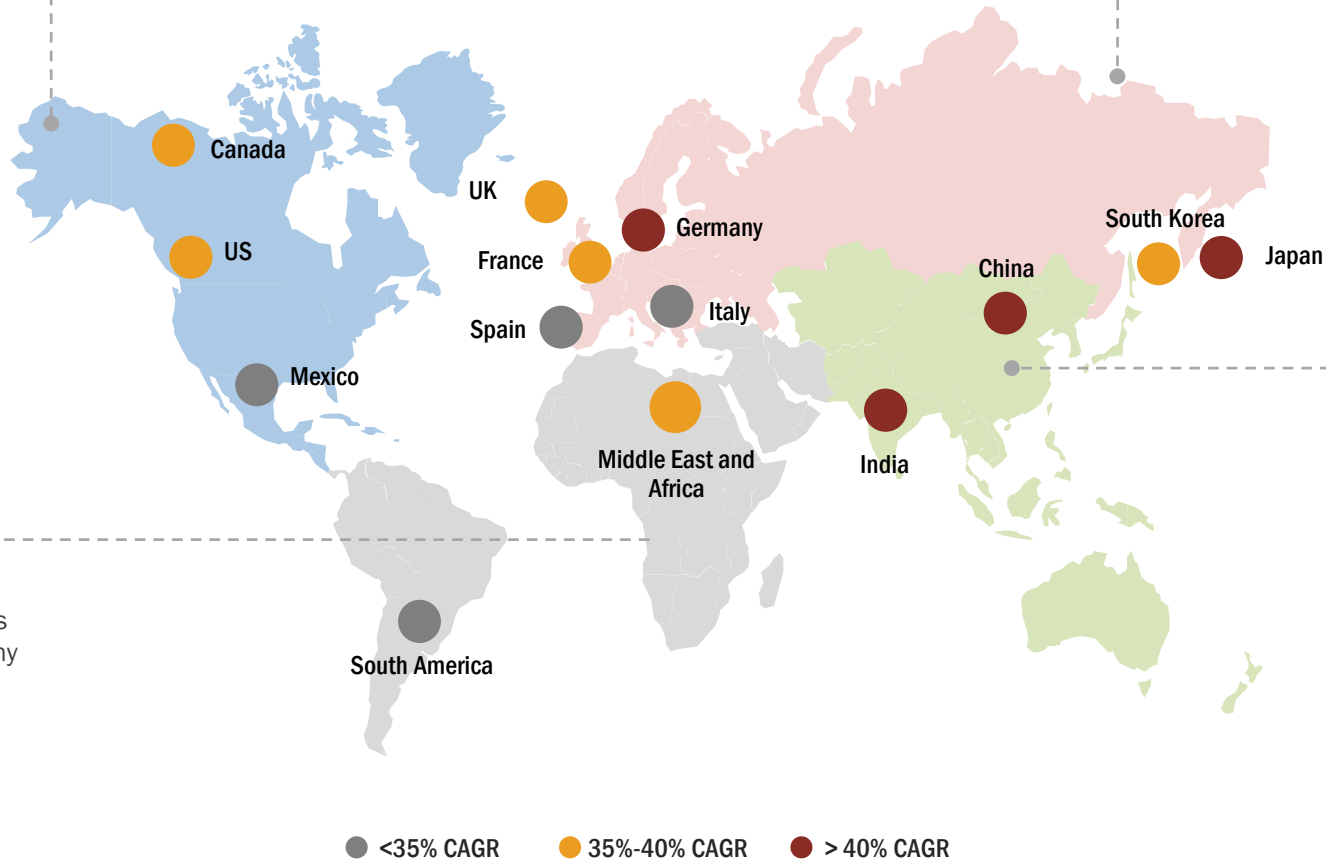 Canada
UK
South Korea
Germany
US
Japan
France
China
Italy
Spain
Mexico
Middle East and
Africa
India
South America
<35% CAGR
35%-40% CAGR
> 40% CAGR